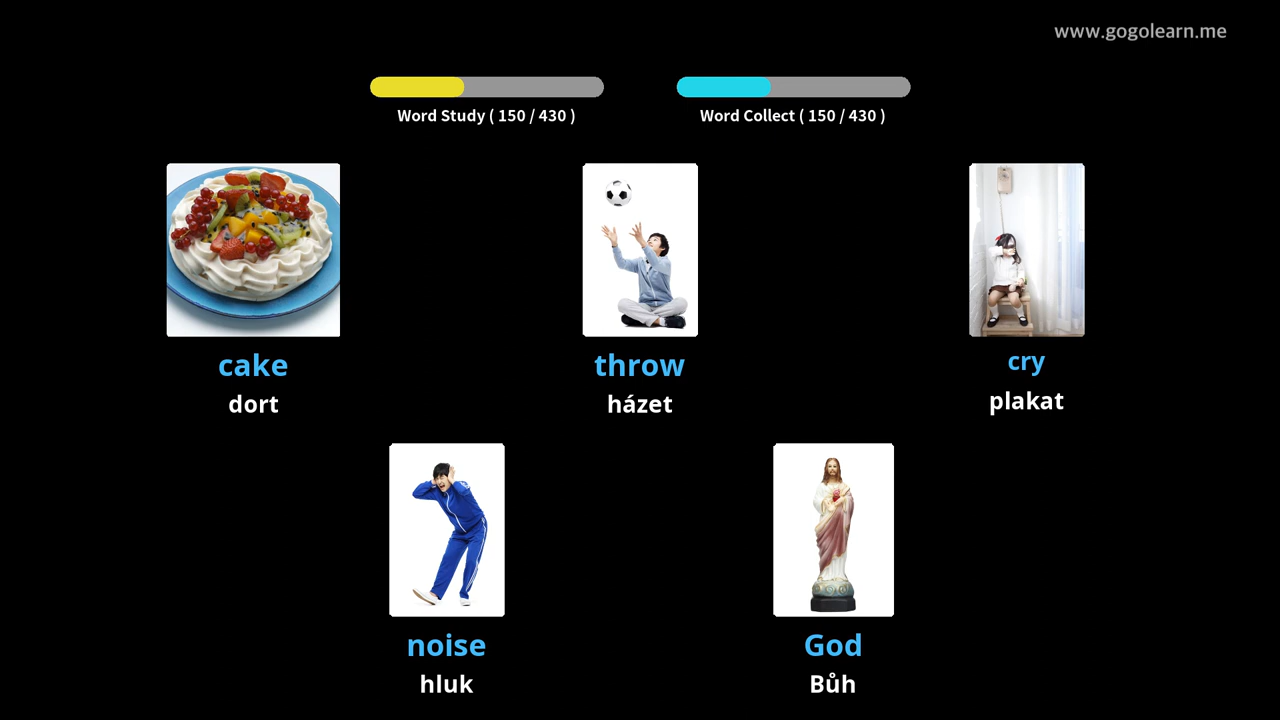 www.gogolearn.me
Word Study ( 150 / 430 )
Word Collect ( 150 / 430 )
cake
dort
throw
házet
cry
plakat
noise
hluk
God
Bůh